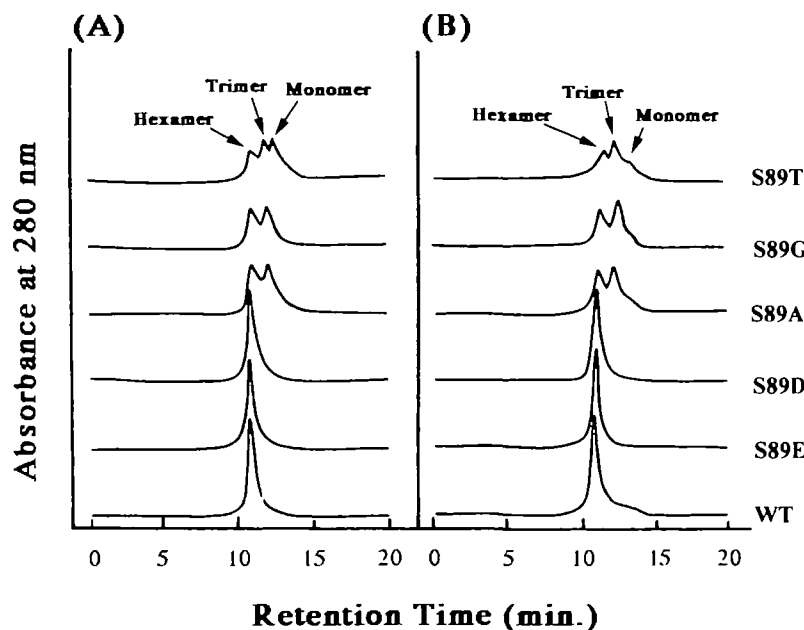 (A)
(B)
Trimer
Monomer
Hexamer
Trimer
Hexamer
Monomer
S89T
S89G
S89A
S89D
S89E
WT
Absorbance at 280 nm
0 5 10 15 20
0 5 10 15 20
Retention Time (min.)